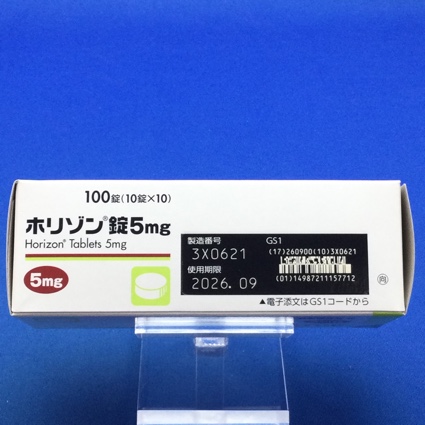 100錠(10錠×10)
ホリゾン®錠5mg
Horizon® Tablets 5mg
5mg
製造番号
3X0621
使用期限
2026.09
GS1
(17)260900(10)3X0621
(01)14987211157712
向
▲電子添文はGS1コードから